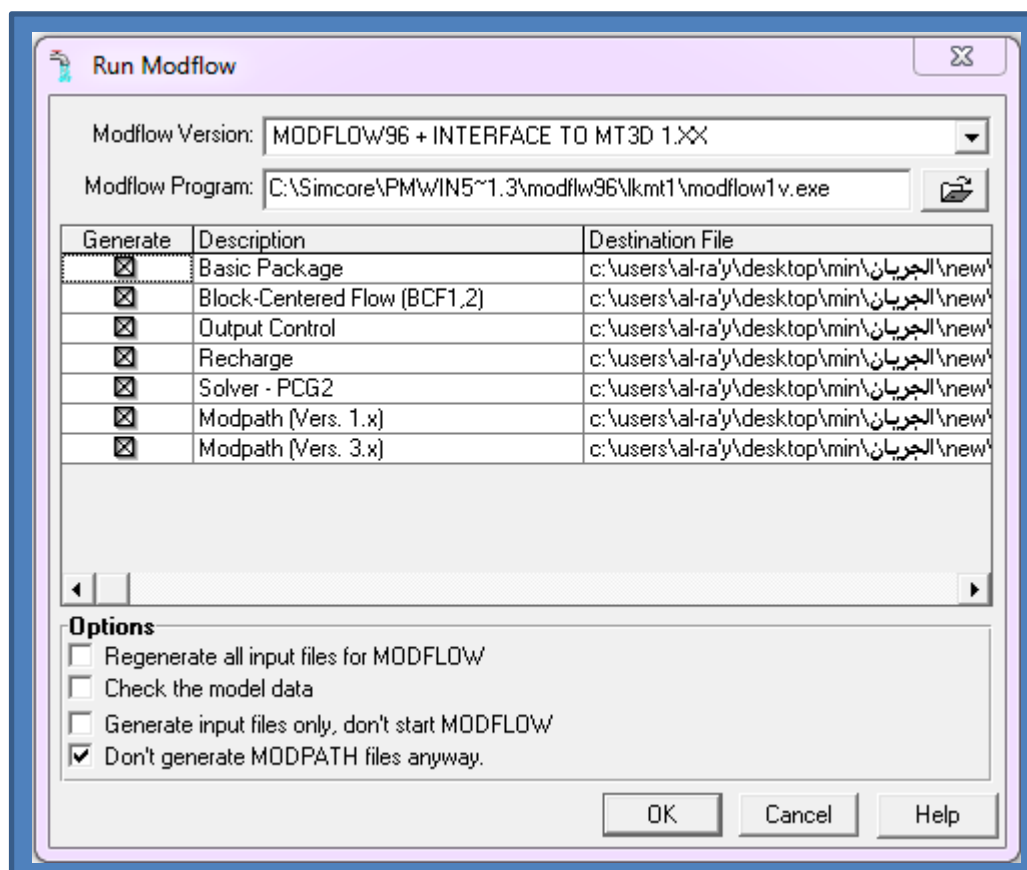 Run Modflow
Modflow Version: MODFLOW96 + INTERFACE TO MT3D 1.XX
Modflow Program: C:\Simcore\PMWIN5~1.3\modflw96\lkmt1\modflow1v.exe
Generate Description Destination File
Basic Package c:\users\al-ra'y\desktop\min\الجريان\new\
Block-Centered Flow (BCF1,2) c:\users\al-ra'y\desktop\min\الجريان\new\
Output Control c:\users\al-ra'y\desktop\min\الجريان\new\
Recharge c:\users\al-ra'y\desktop\min\الجريان\new\
Solver - PCG2 c:\users\al-ra'y\desktop\min\الجريان\new\
Modpath (Vers. 1.x) c:\users\al-ra'y\desktop\min\الجريان\new\
Modpath (Vers. 3.x) c:\users\al-ra'y\desktop\min\الجريان\new\
Options
Regenerate all input files for MODFLOW
Check the model data
Generate input files only, don't start MODFLOW
Don't generate MODPATH files anyway.
OK Cancel Help